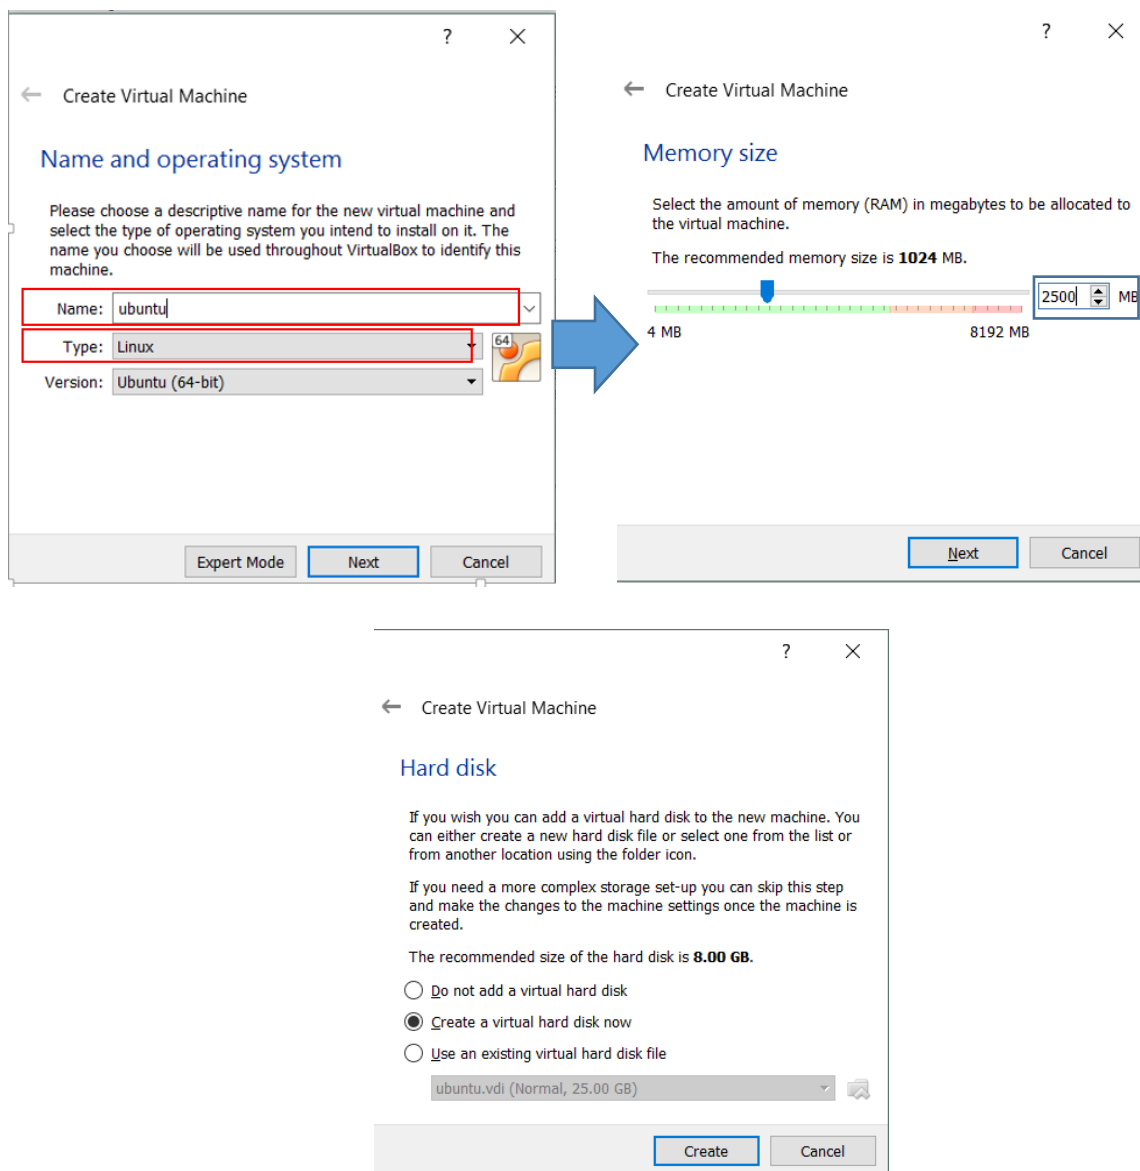 ?
Create Virtual Machine
Name and operating system
Please choose a descriptive name for the new virtual machine and
select the type of operating system you intend to install on it. The
name you choose will be used throughout VirtualBox to identify this
machine.
Name: ubuntu
Type: Linux
64
Version: Ubuntu (64-bit)
Expert Mode Next Cancel
?
Create Virtual Machine
Memory size
Select the amount of memory (RAM) in megabytes to be allocated to
the virtual machine.
The recommended memory size is 1024 MB.
2500 MB
4 MB 8192 MB
Next Cancel
?
Create Virtual Machine
Hard disk
If you wish you can add a virtual hard disk to the new machine. You
can either create a new hard disk file or select one from the list or
from another location using the folder icon.
If you need a more complex storage set-up you can skip this step
and make the changes to the machine settings once the machine is
created.
The recommended size of the hard disk is 8.00 GB.
Do not add a virtual hard disk
Create a virtual hard disk now
Use an existing virtual hard disk file
ubuntu.vdi (Normal, 25.00 GB)
Create Cancel